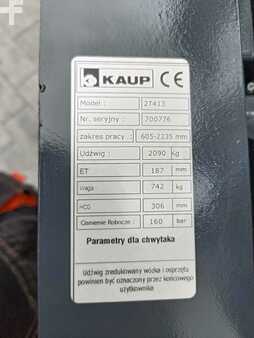 KAUP CE
Model : 2T413
Nr. seryjny : 700776
zakres pracy : 605-2235 mm
Udźwig : 2090 kg
ET 187 mm
waga 742 kg
HCG 306 mm
Cisnienie Robocze : 160 bar
Parametry dla chwytaka
Udźwig zredukowany wózka i osprzętu
powinien być oznaczony przez końcowego
użytkownika